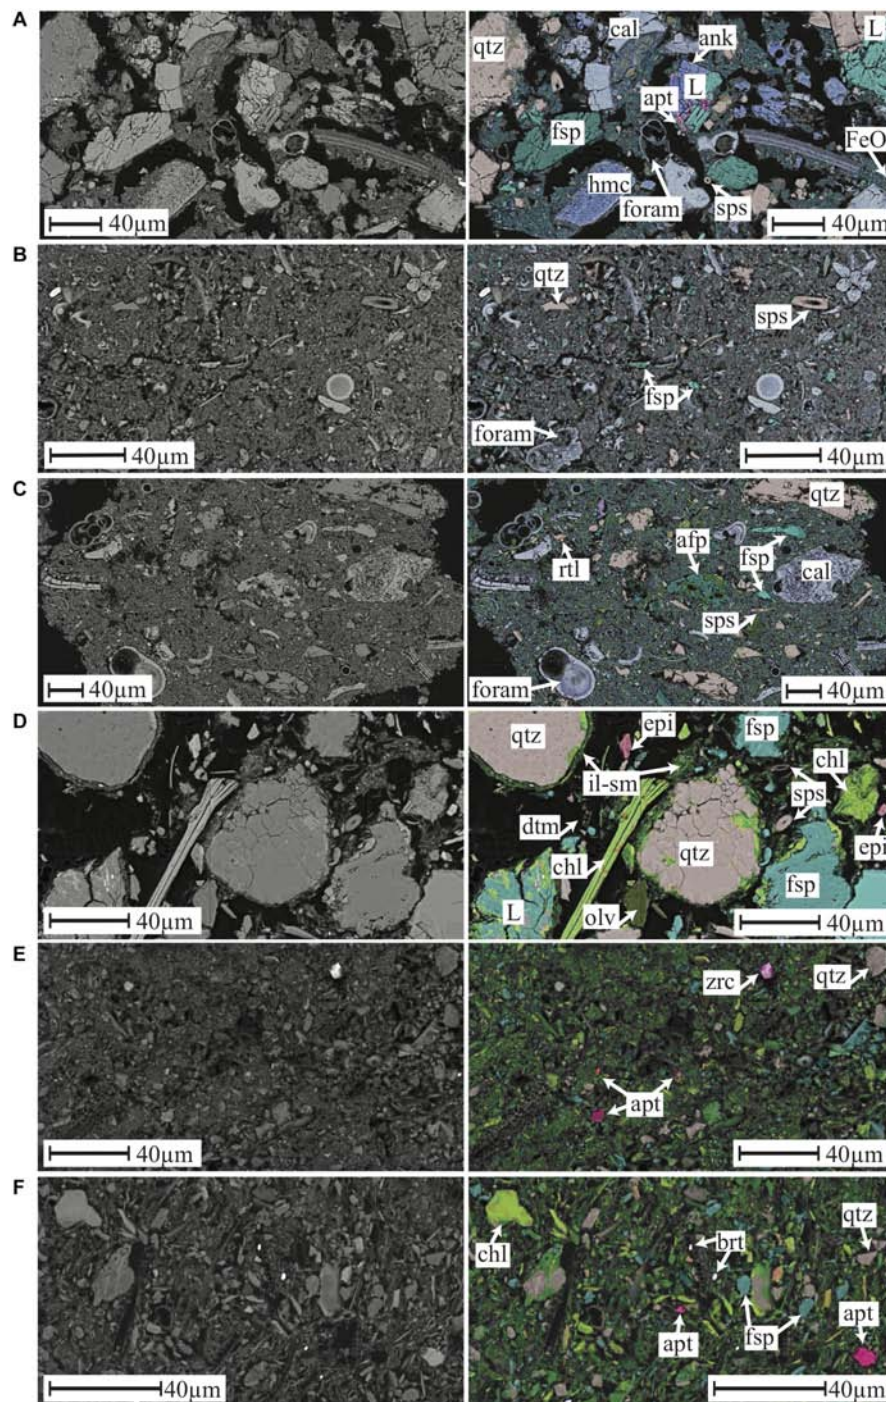 A
qtz
cal
ank
L
L
apt
fsp
FeO
hmc
foram
sps
40µm
40µm
B
qtz
sps
fsp
foram
40µm
40µm
C
qtz
fsp
afp
rtl
cal
sps
foram
40µm
40µm
D
qtz
epi
fsp
chl
il-sm
sps
dtm
qtz
epi
chl
fsp
L
olv
40µm
40µm
E
zrc
qtz
apt
40µm
40µm
F
qtz
chl
brt
apt
fsp
apt
40µm
40µm